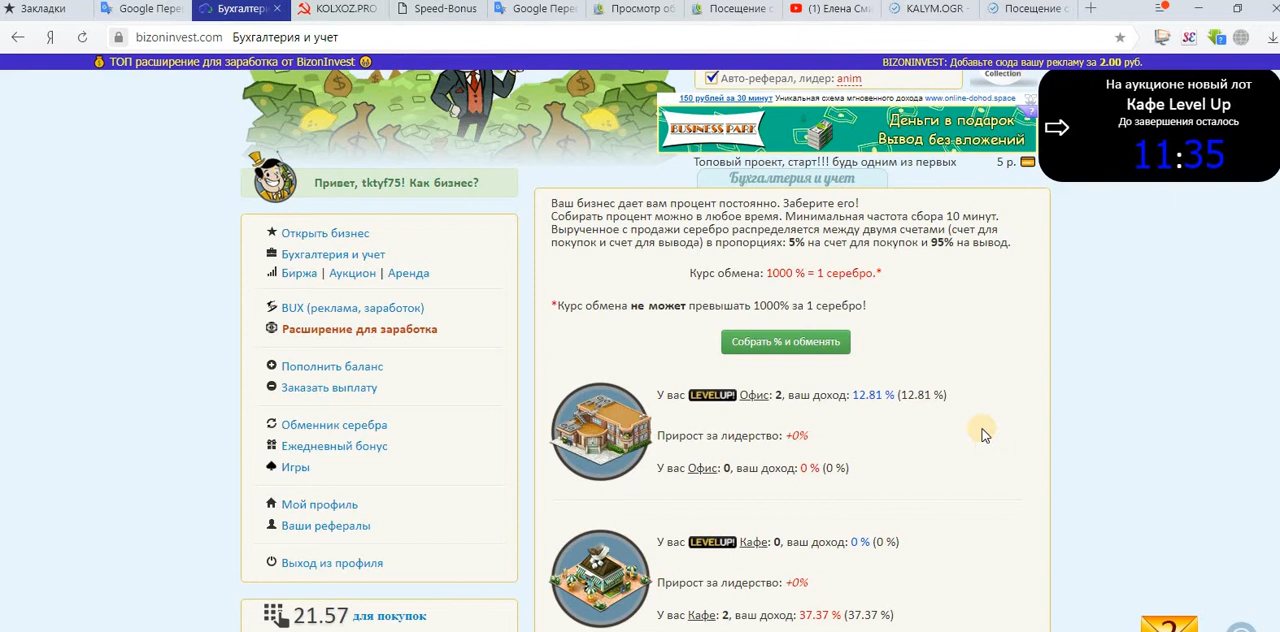 Закладки
Google Пере
Бухгалтери
KOLXOZ.PRO
Speed-Bonus
Google Пере
Просмотр об
Посещение с
(1) Елена См
KALYM.OGR
Посещение с
bizoninvest.com Бухгалтерия и учет
ТОП расширение для заработка от BizonInvest
BIZONINVEST: Добавьте сюда вашу рекламу за 2.00 руб.
Авто-реферал, лидер: anim
Collection
150 рублей за 30 минут Уникальная схема мгновенного дохода www.online-dohod.space
BUSINESS PARK
Деньги в подарок
Вывод без вложений
Топовый проект, старт!!! будь одним из первых 5 р.
На аукционе новый лот
Кафе Level Up
До завершения осталось
11:35
Привет, tktyf75! Как бизнес?
Открыть бизнес
Бухгалтерия и учет
Биржа | Аукцион | Аренда
BUX (реклама, заработок)
Расширение для заработка
Пополнить баланс
Заказать выплату
Обменник серебра
Ежедневный бонус
Игры
Мой профиль
Ваши рефералы
Выход из профиля
21.57 для покупок
Бухгалтерия и учет
Ваш бизнес дает вам процент постоянно. Заберите его!
Собирать процент можно в любое время. Минимальная частота сбора 10 минут.
Вырученное с продажи серебро распределяется между двумя счетами (счет для
покупок и счет для вывода) в пропорциях: 5% на счет для покупок и 95% на вывод.
Курс обмена: 1000 % = 1 серебро.*
*Курс обмена не может превышать 1000% за 1 серебро!
Собрать % и обменять
У вас LEVELUP! Офис: 2, ваш доход: 12.81 % (12.81 %)
Прирост за лидерство: +0%
У вас Офис: 0, ваш доход: 0 % (0 %)
У вас LEVELUP! Кафе: 0, ваш доход: 0 % (0 %)
Прирост за лидерство: +0%
У вас Кафе: 2, ваш доход: 37.37 % (37.37 %)